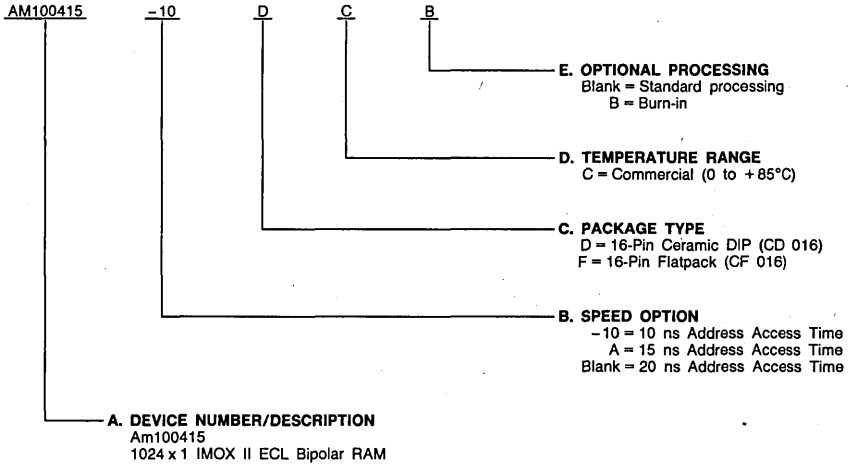 AM100415 -10 D C B
E. OPTIONAL PROCESSING
Blank = Standard processing
B = Burn-in
D. TEMPERATURE RANGE
C = Commercial (0 to +85°C)
C. PACKAGE TYPE
D = 16-Pin Ceramic DIP (CD 016)
F = 16-Pin Flatpack (CF 016)
B. SPEED OPTION
-10 = 10 ns Address Access Time
A = 15 ns Address Access Time
Blank = 20 ns Address Access Time
A. DEVICE NUMBER/DESCRIPTION
Am100415
1024 x 1 IMOX II ECL Bipolar RAM